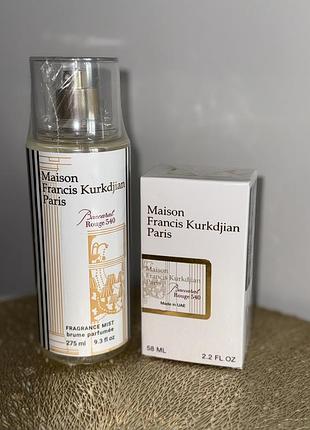 Maison
Francis Kurkdjian
Paris
Baccarat
Rouge 540
FRAGRANCE MIST
brume parfumée
275 ml 9.3 fl oz
Maison
Francis Kurkdjian
Paris
Maison
Francis Kurkdjian
Paris
Baccarat
Rouge 540
Made in UAE
58 ML 2.2 FL OZ